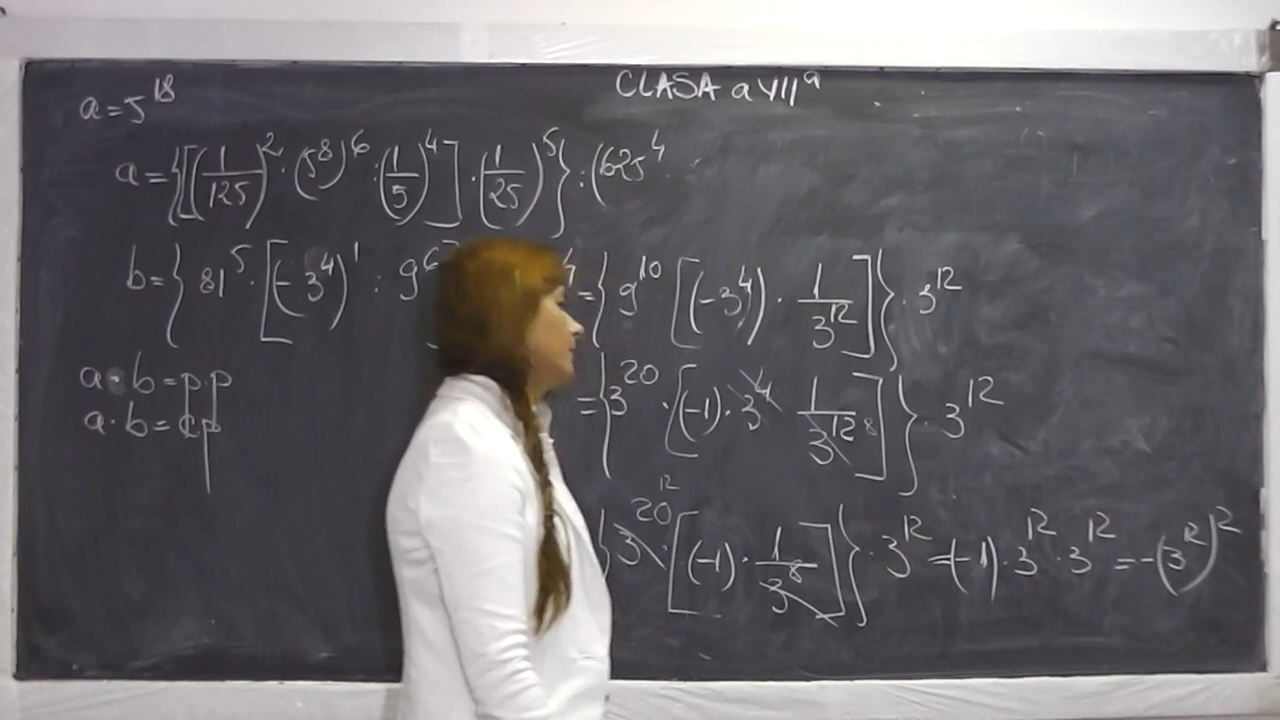 CLASA a VII a
a=5^18
a={[(1/125)^2 · (5^8)^6 : (1/5)^4] · (1/25)^5} : (625^4
b={81^5 · [(-3^4)^1 : 9^6 ={9^10 [(-3^4) · 1/3^12]} · 3^12
={3^20 · [(-1) · 3^4 1/3^12 8]} · 3^12
a·b=p.p
a·b=cp
12
3^20 · [(-1) · 1/3^8]} · 3^12 =(-1) · 3^12 · 3^12 =-(3^12)^2